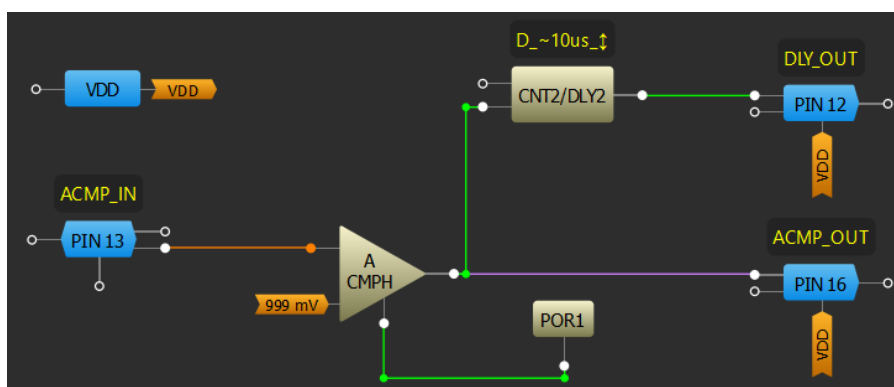 D_~10us_↕
DLY_OUT
VDD
VDD
CNT2/DLY2
PIN 12
VDD
ACMP_IN
PIN 13
A
CMPH
ACMP_OUT
PIN 16
999 mV
POR1
VDD